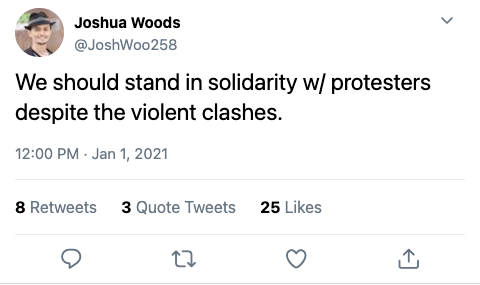 Joshua Woods
@JoshWoo258
We should stand in solidarity w/ protesters
despite the violent clashes.
12:00 PM · Jan 1, 2021
8 Retweets 3 Quote Tweets 25 Likes